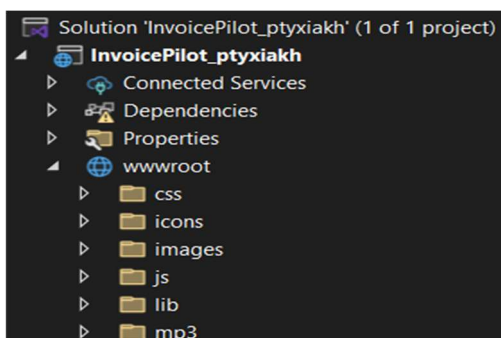 Solution 'InvoicePilot_ptyxiakh' (1 of 1 project)
InvoicePilot_ptyxiakh
Connected Services
Dependencies
Properties
wwwroot
css
icons
images
js
lib
mp3